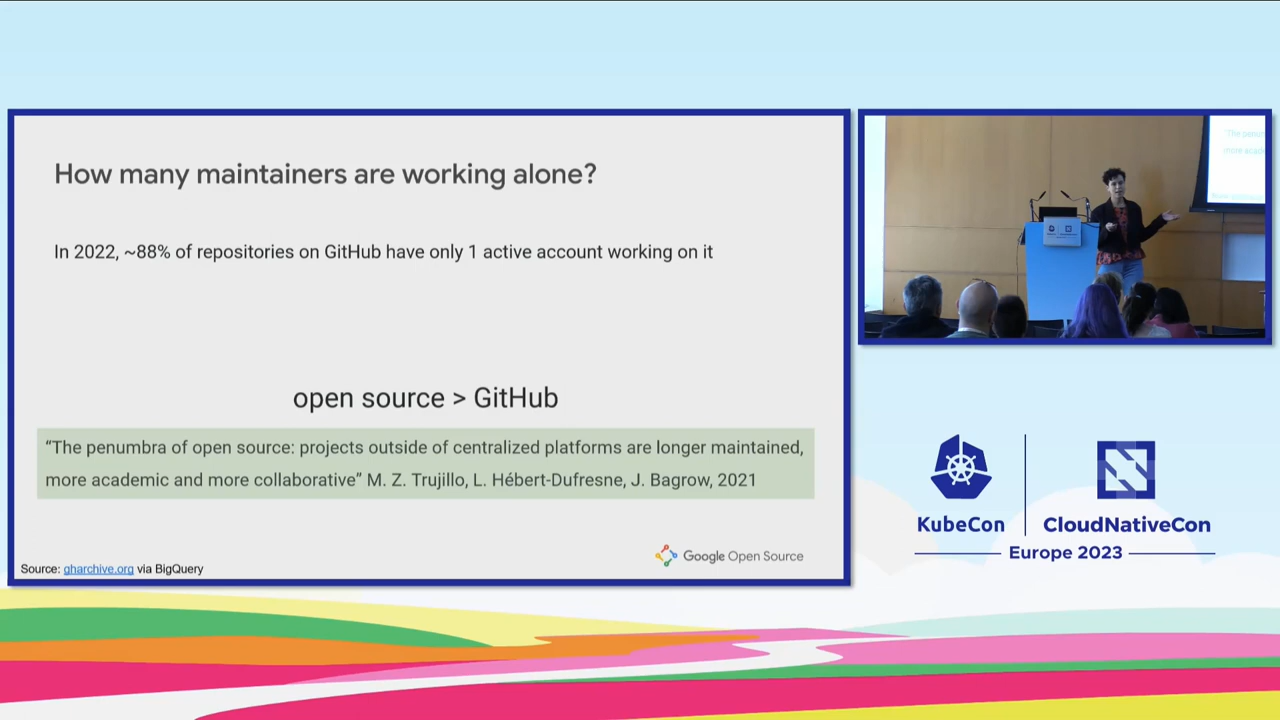 How many maintainers are working alone?
In 2022, ~88% of repositories on GitHub have only 1 active account working on it
open source > GitHub
“The penumbra of open source: projects outside of centralized platforms are longer maintained,
more academic and more collaborative” M. Z. Trujillo, L. Hébert-Dufresne, J. Bagrow, 2021
Google Open Source
Source: gharchive.org via BigQuery
KubeCon
CloudNativeCon
Europe 2023